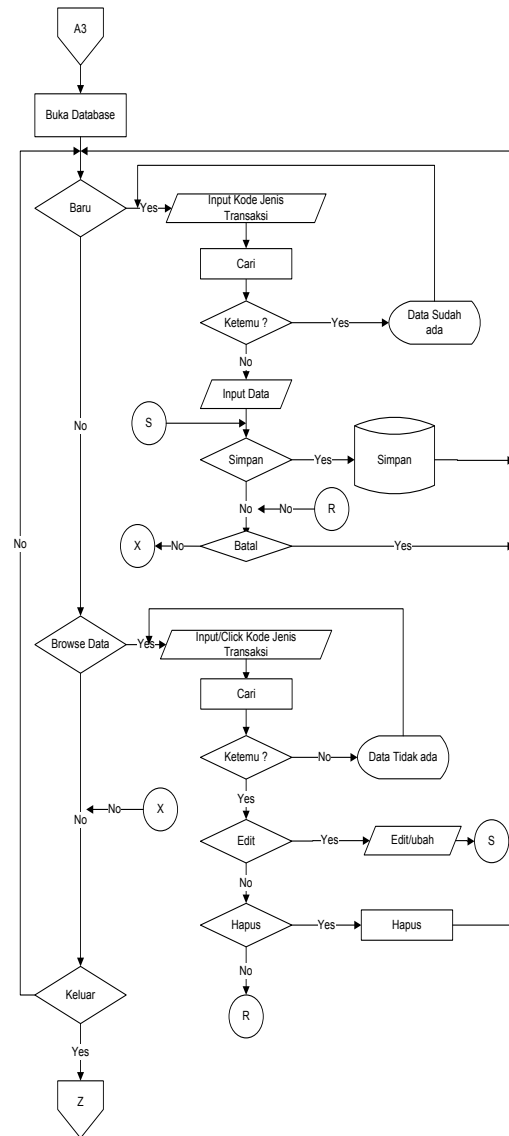 A3
Buka Database
Baru
Yes
Input Kode Jenis
Transaksi
Cari
Ketemu ?
Yes
Data Sudah
ada
No
Input Data
No
S
Simpan
Yes
Simpan
No
No
R
No
X
No
Batal
Yes
Browse Data
Yes
Input/Click Kode Jenis
Transaksi
Cari
Ketemu ?
No
Data Tidak ada
Yes
No
No
X
Edit
Yes
Edit/ubah
S
No
Hapus
Yes
Hapus
No
Keluar
R
Yes
Z